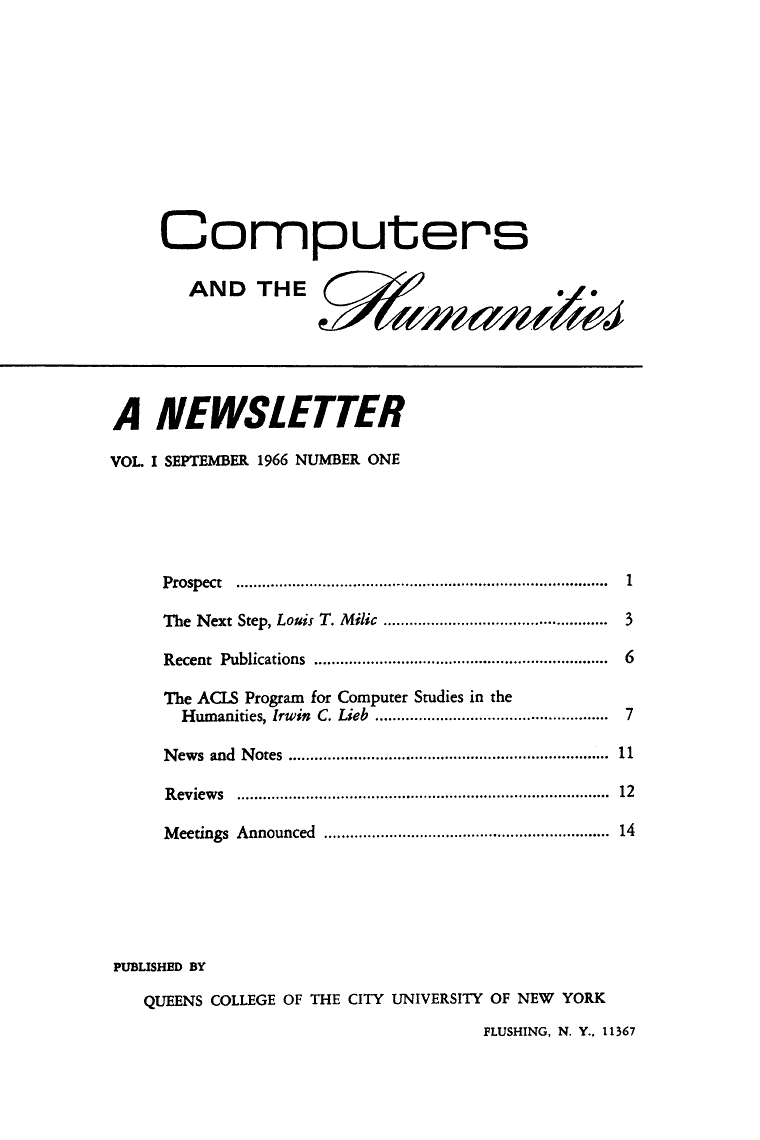 Computers
AND THE Humanities
A NEWSLETTER
VOL. I SEPTEMBER 1966 NUMBER ONE
Prospect ........................................ 1
The Next Step, Louis T. Milic ........................................ 3
Recent Publications ........................................ 6
The ACLS Program for Computer Studies in the
Humanities, Irwin C. Lieb ........................................ 7
News and Notes ........................................ 11
Reviews ........................................ 12
Meetings Announced ........................................ 14
PUBLISHED BY
QUEENS COLLEGE OF THE CITY UNIVERSITY OF NEW YORK
FLUSHING, N. Y., 11367